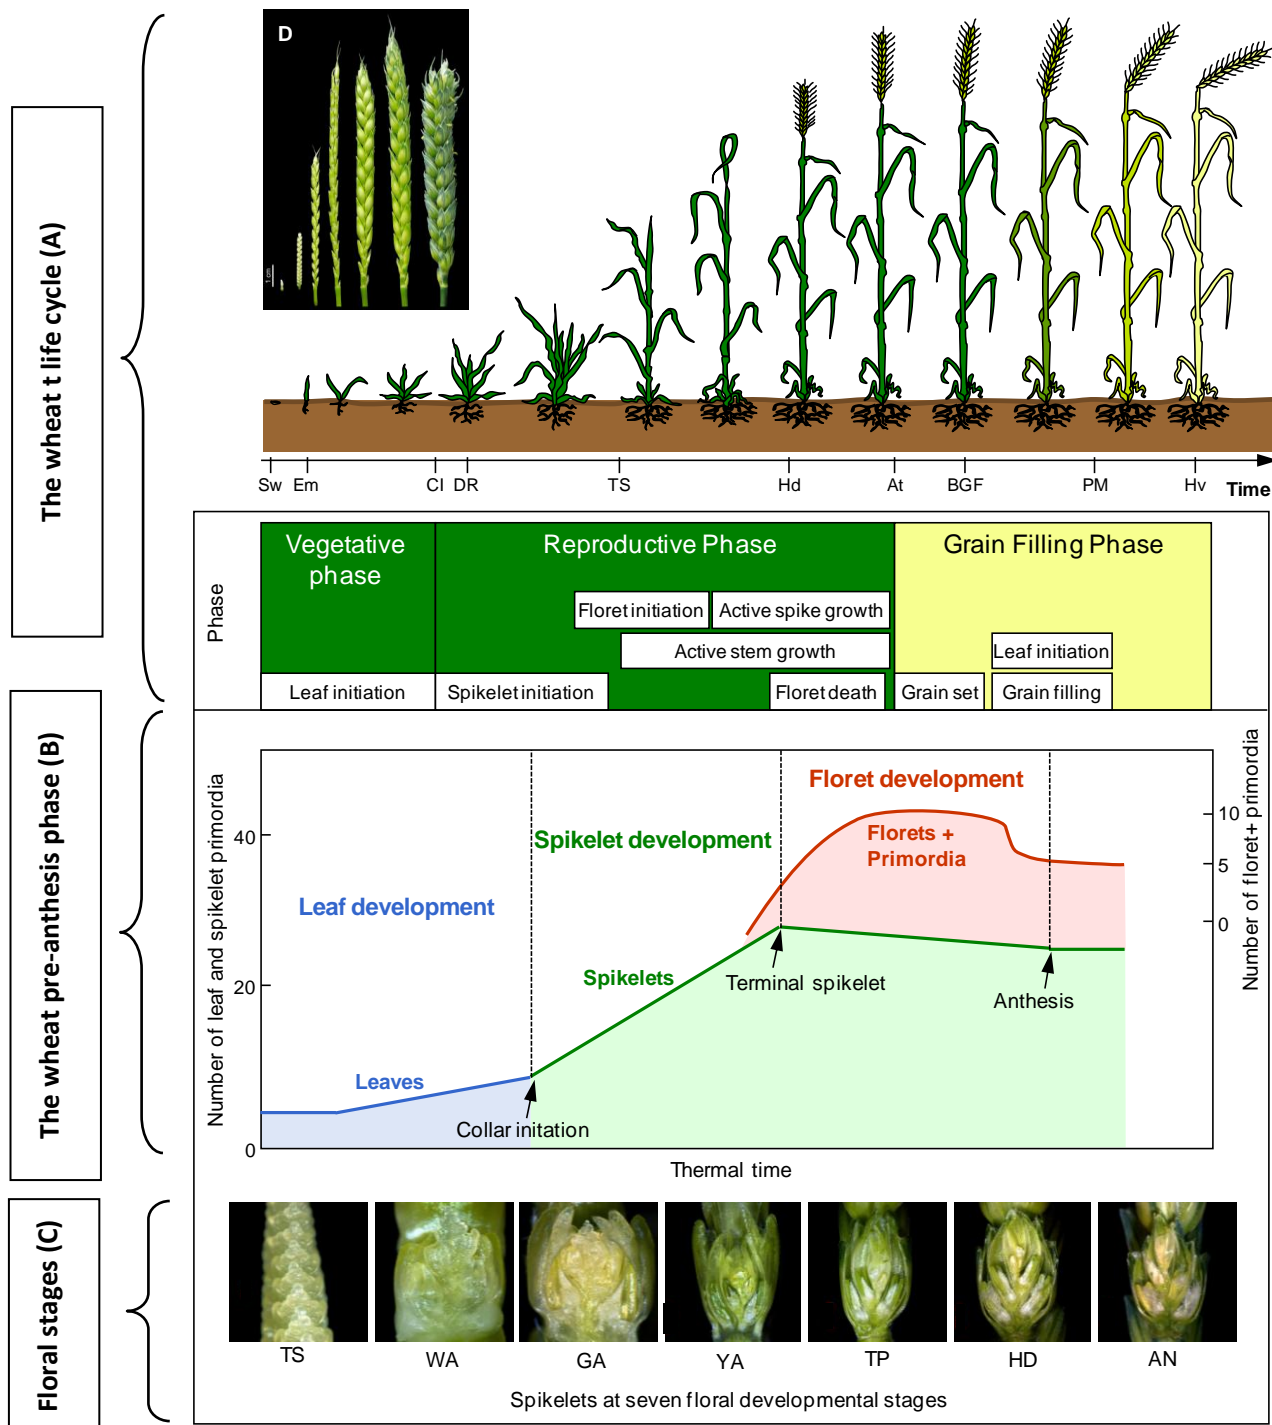 The wheat t life cycle (A)
D
1 cm
Sw Em CI DR TS Hd At BGF PM Hv Time
Phase
Vegetative phase
Reproductive Phase
Grain Filling Phase
Floret initiation
Active spike growth
Active stem growth
Leaf initiation
Leaf initiation
Spikelet initiation
Floret death
Grain set
Grain filling
The wheat pre-anthesis phase (B)
Number of leaf and spikelet primordia
40
20
0
Floret development
Spikelet development
Florets +
Primordia
Leaf development
Spikelets
Terminal spikelet
Anthesis
Leaves
Collar initation
Thermal time
10
5
0
Number of floret+ primordia
Floral stages (C)
TS WA GA YA TP HD AN
Spikelets at seven floral developmental stages